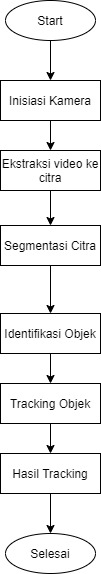 Start
Inisiasi Kamera
Ekstraksi video ke
citra
Segmentasi Citra
Identifikasi Objek
Tracking Objek
Hasil Tracking
Selesai